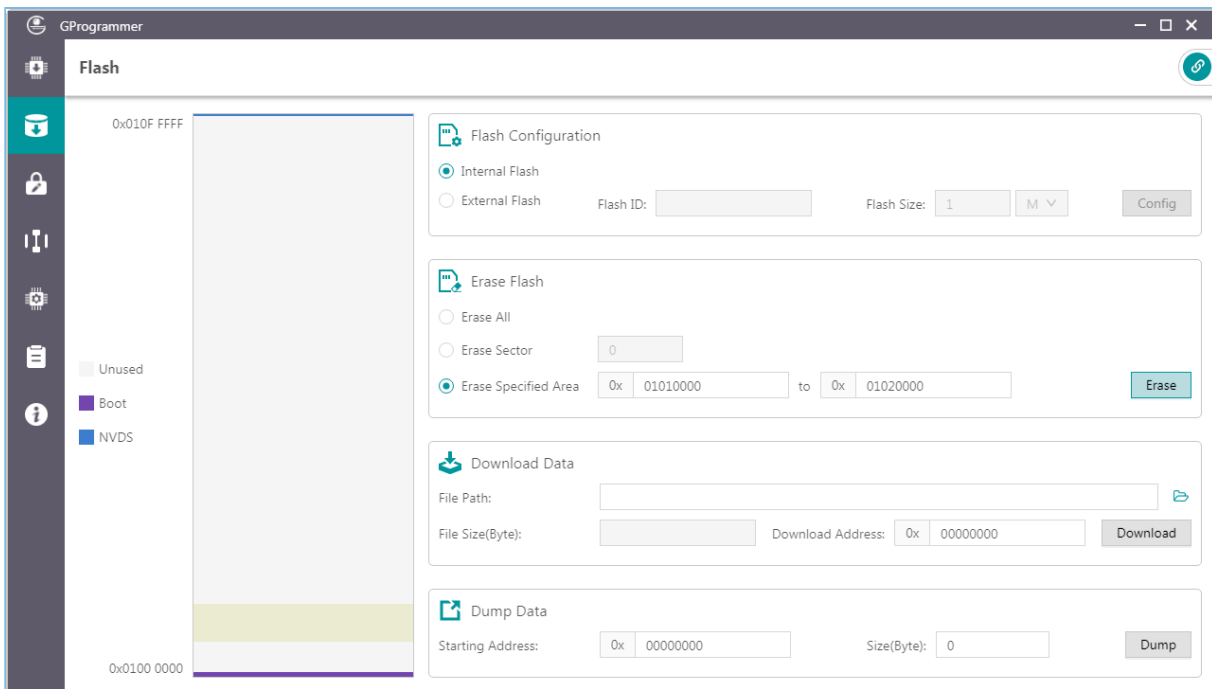 GProgrammer
Flash
0x010F FFFF
Unused
Boot
NVDS
0x0100 0000
Flash Configuration
Internal Flash
External Flash Flash ID: Flash Size: 1 M Config
Erase Flash
Erase All
Erase Sector 0
Erase Specified Area 0x 01010000 to 0x 01020000 Erase
Download Data
File Path:
File Size(Byte): Download Address: 0x 00000000 Download
Dump Data
Starting Address: 0x 00000000 Size(Byte): 0 Dump